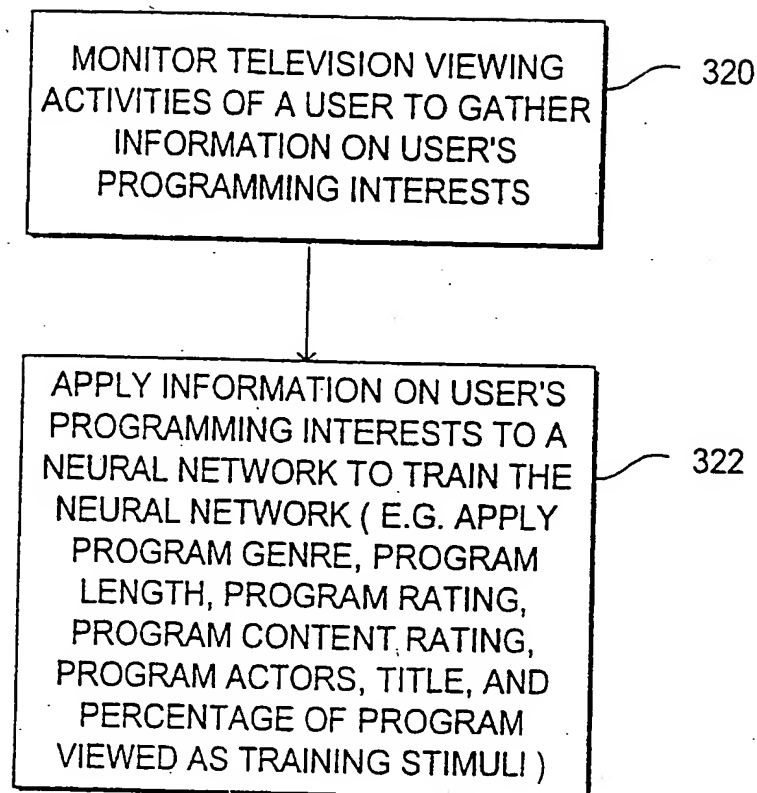 MONITOR TELEVISION VIEWING
ACTIVITIES OF A USER TO GATHER
INFORMATION ON USER'S
PROGRAMMING INTERESTS
320
APPLY INFORMATION ON USER'S
PROGRAMMING INTERESTS TO A
NEURAL NETWORK TO TRAIN THE
NEURAL NETWORK ( E.G. APPLY
PROGRAM GENRE, PROGRAM
LENGTH, PROGRAM RATING,
PROGRAM CONTENT RATING,
PROGRAM ACTORS, TITLE, AND
PERCENTAGE OF PROGRAM
VIEWED AS TRAINING STIMULI )
322